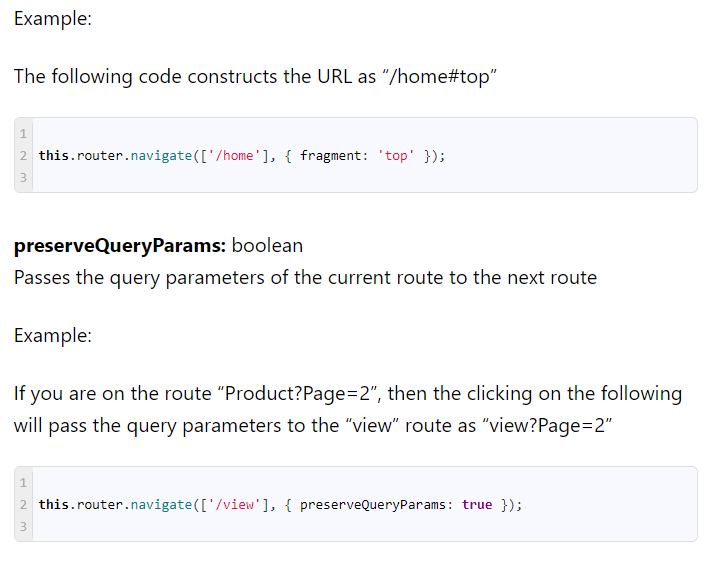 Example:
The following code constructs the URL as “/home#top”
1
2 this.router.navigate(['/home'], { fragment: 'top' });
3
preserveQueryParams: boolean
Passes the query parameters of the current route to the next route
Example:
If you are on the route “Product?Page=2”, then the clicking on the following
will pass the query parameters to the “view” route as “view?Page=2”
1
2 this.router.navigate(['/view'], { preserveQueryParams: true });
3